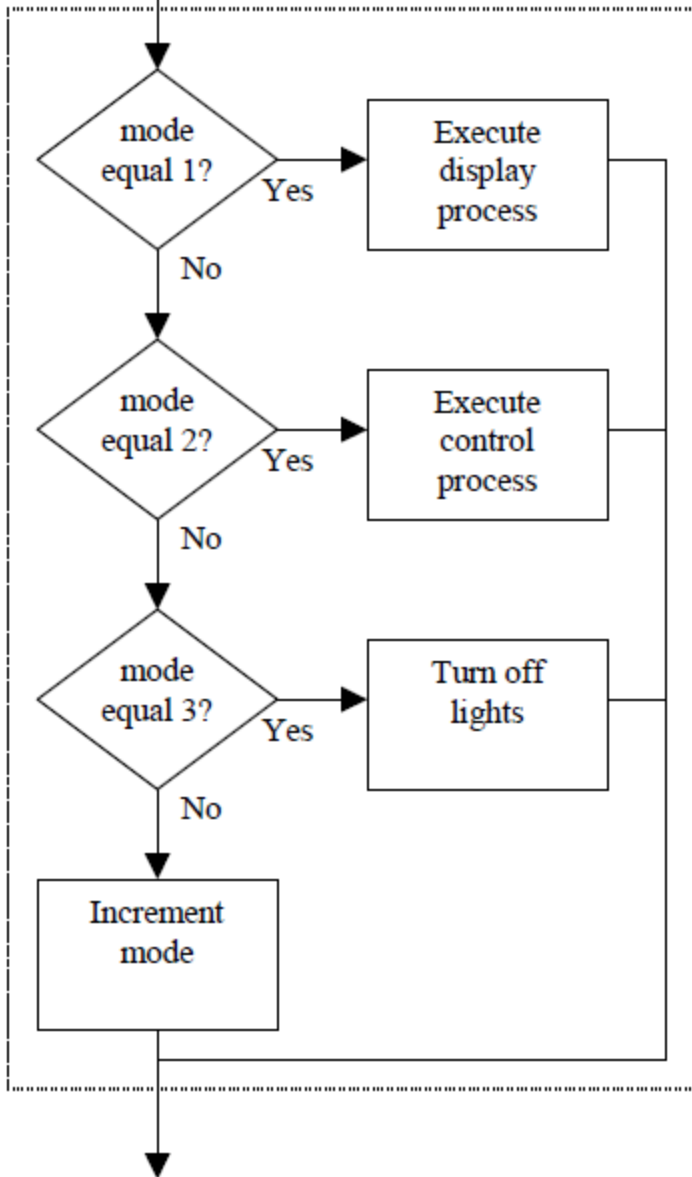 mode
equal 1?
Yes
Execute
display
process
No
mode
equal 2?
Yes
Execute
control
process
No
mode
equal 3?
Yes
Turn off
lights
No
Increment
mode